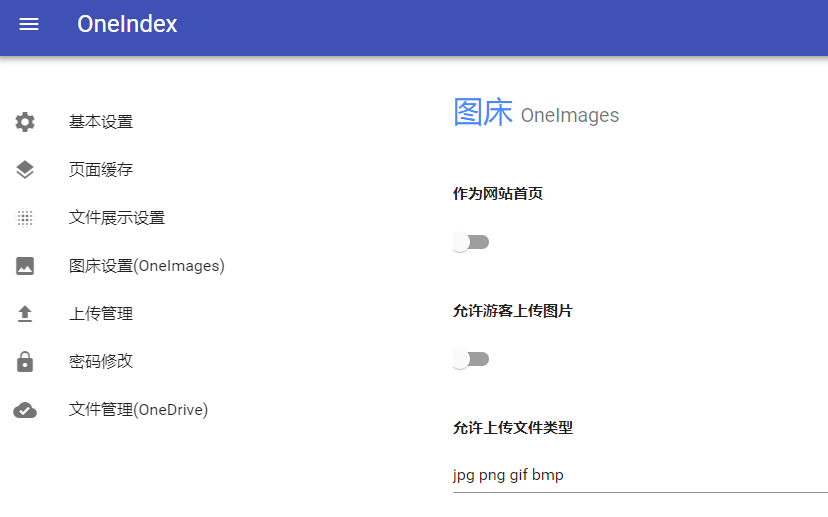 OneIndex
基本设置
页面缓存
文件展示设置
图床设置(OneImages)
上传管理
密码修改
文件管理(OneDrive)
图床 OneImages
作为网站首页
允许游客上传图片
允许上传文件类型
jpg png gif bmp